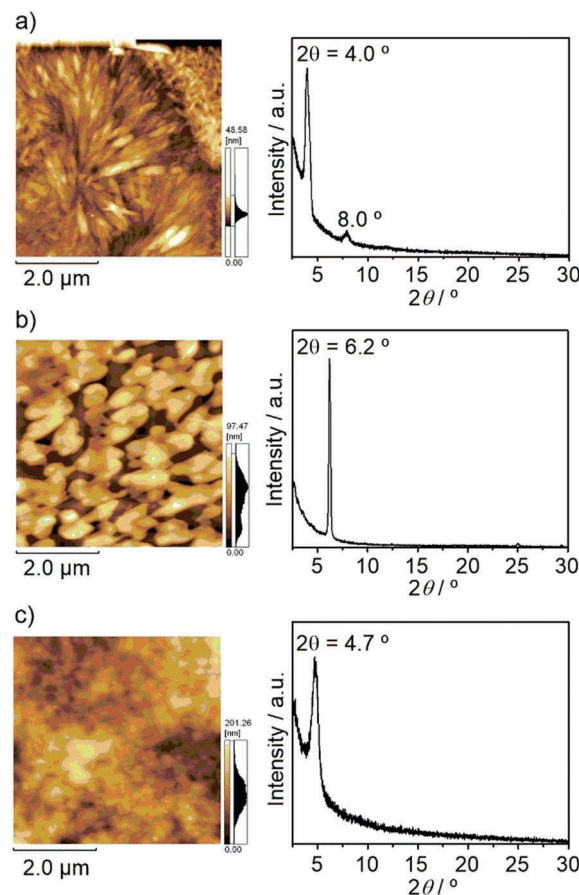 a)
48.58
[nm]
0.00
2.0 μm
Intensity / a.u.
2θ = 4.0 º
8.0 º
5 10 15 20 25 30
2θ / º
b)
97.47
[nm]
0.00
2.0 μm
Intensity / a.u.
2θ = 6.2 º
5 10 15 20 25 30
2θ / º
c)
201.26
[nm]
0.00
2.0 μm
Intensity / a.u.
2θ = 4.7 º
5 10 15 20 25 30
2θ / º